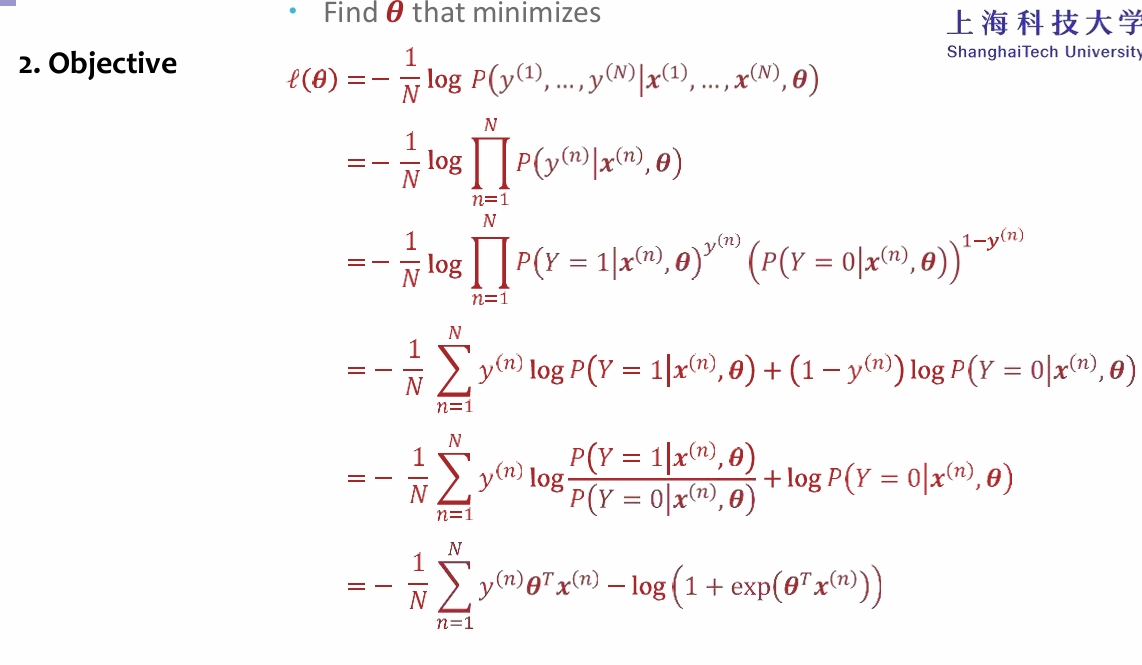 • Find θ that minimizes
上海科技大学
ShanghaiTech University
2. Objective
ℓ(θ) = − 1/N log P(y^(1), …, y^(N) | x^(1), …, x^(N), θ)
= − 1/N log ∏_{n=1}^{N} P(y^(n) | x^(n), θ)
= − 1/N log ∏_{n=1}^{N} P(Y = 1 | x^(n), θ)^{y^(n)} (P(Y = 0 | x^(n), θ))^{1−y^(n)}
= − 1/N ∑_{n=1}^{N} y^(n) log P(Y = 1 | x^(n), θ) + (1 − y^(n)) log P(Y = 0 | x^(n), θ)
= − 1/N ∑_{n=1}^{N} y^(n) log P(Y = 1 | x^(n), θ) / P(Y = 0 | x^(n), θ) + log P(Y = 0 | x^(n), θ)
= − 1/N ∑_{n=1}^{N} y^(n) θ^T x^(n) − log(1 + exp(θ^T x^(n)))